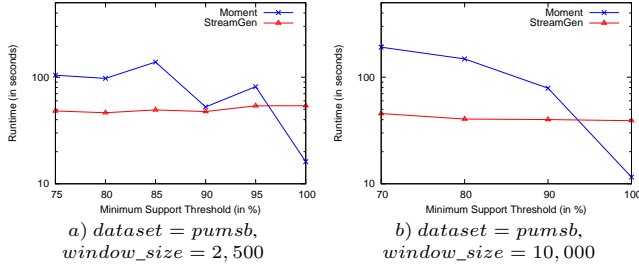 Moment
StreamGen
Runtime (in seconds)
100
10
75 80 85 90 95 100
Minimum Support Threshold (in %)
a) dataset = pumsb,
window_size = 2, 500
Moment
StreamGen
Runtime (in seconds)
100
10
70 80 90 100
Minimum Support Threshold (in %)
b) dataset = pumsb,
window_size = 10, 000